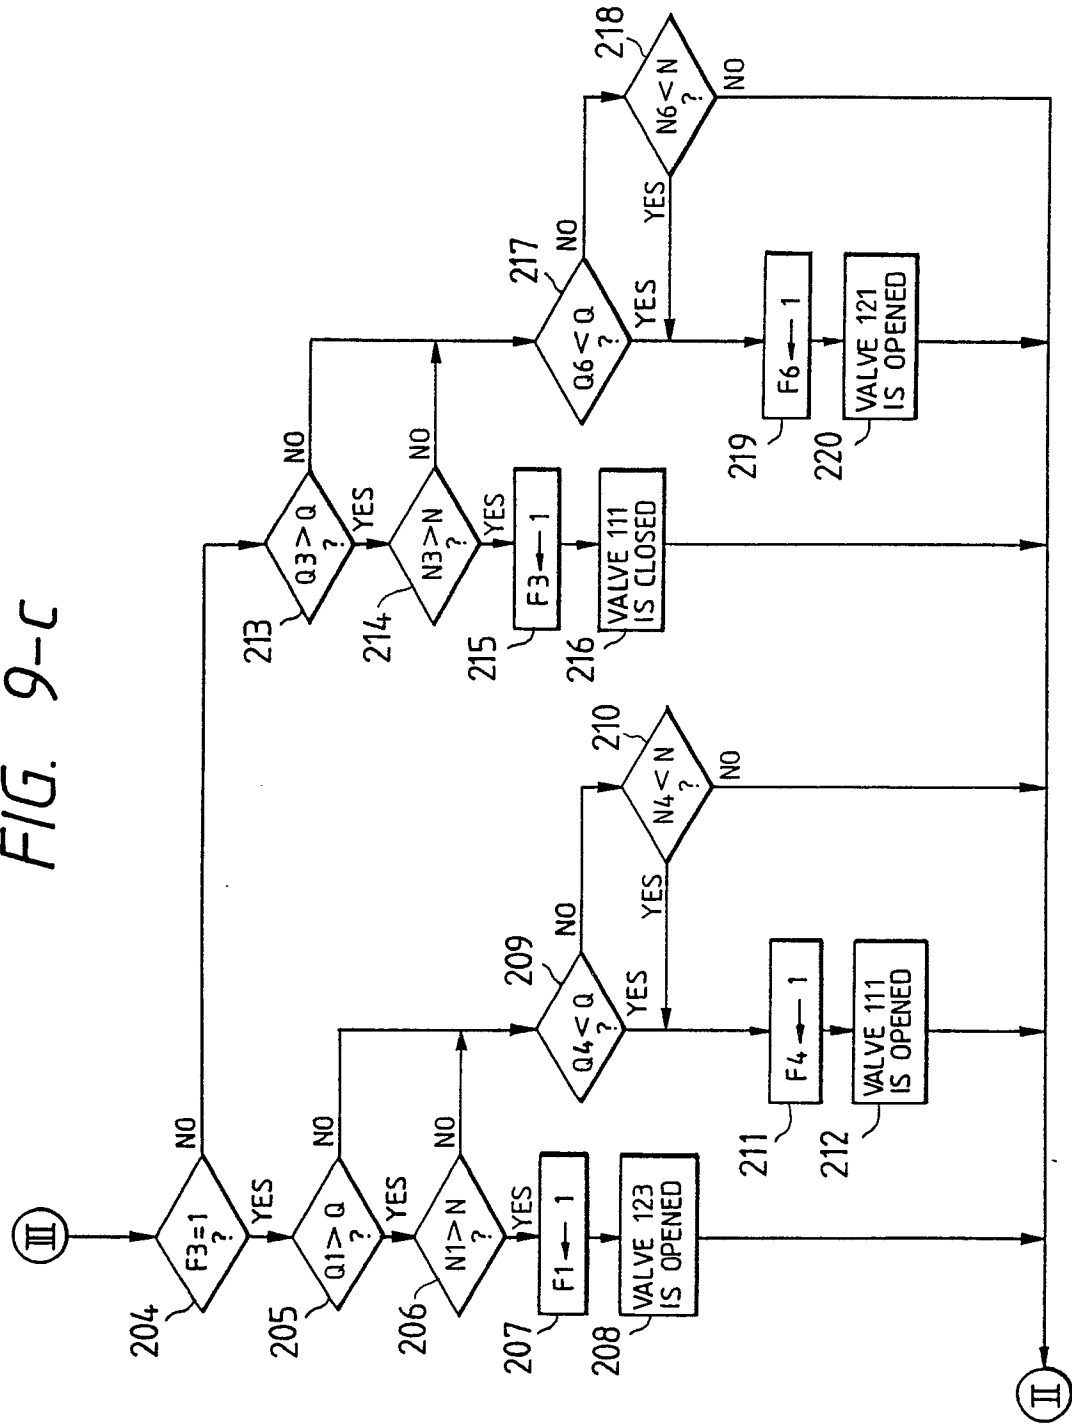 FIG. 9-c
III
204
F3=1
?
YES
NO
205
Q1>Q
?
YES
NO
206
N1>N
?
YES
NO
207
F1←1
208
VALVE 123
IS OPENED
209
Q4<Q
?
YES
NO
210
N4<N
?
YES
NO
211
F4←1
212
VALVE 111
IS OPENED
213
Q3>Q
?
YES
NO
214
N3>N
?
YES
NO
215
F3←1
216
VALVE 111
IS CLOSED
217
Q6<Q
?
YES
NO
218
N6<N
?
YES
NO
219
F6←1
220
VALVE 121
IS OPENED
II